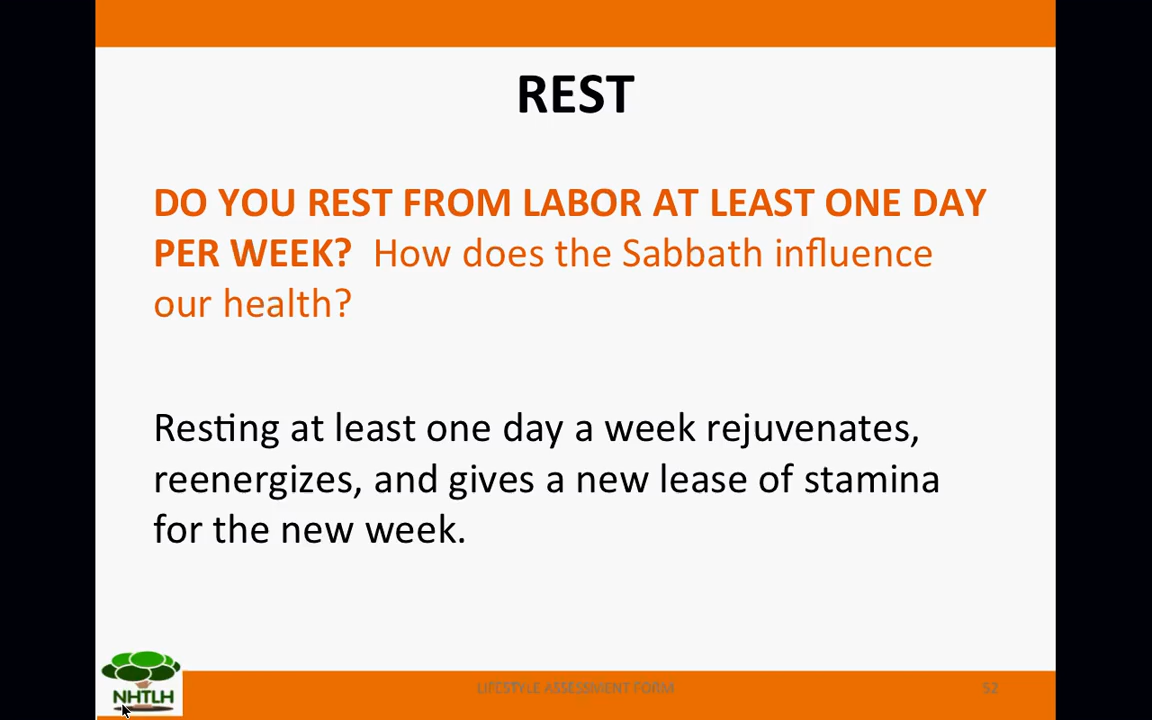 REST
DO YOU REST FROM LABOR AT LEAST ONE DAY
PER WEEK? How does the Sabbath influence
our health?
Resting at least one day a week rejuvenates,
reenergizes, and gives a new lease of stamina
for the new week.
NHTLH
LIFESTYLE ASSESSMENT FORM
52